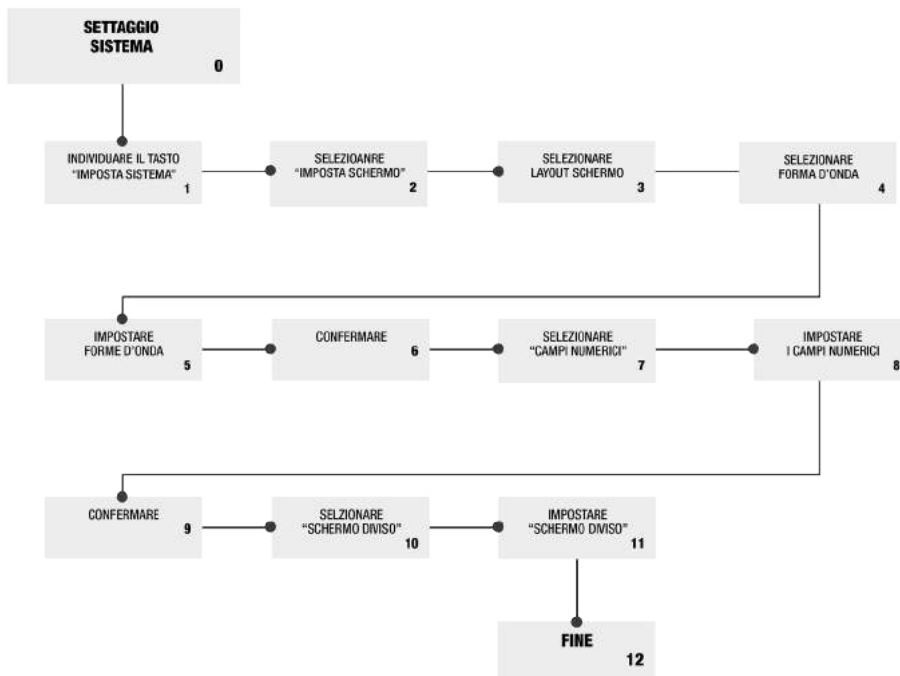 SETTAGGIO
SISTEMA
0
INDIVIDUARE IL TASTO
"IMPOSTA SISTEMA"
1
SELEZIOANRE
"IMPOSTA SCHERMO"
2
SELEZIONARE
LAYOUT SCHERMO
3
SELEZIONARE
FORMA D'ONDA
4
IMPOSTARE
FORME D'ONDA
5
CONFERMARE
6
SELEZIONARE
"CAMPI NUMERICI"
7
IMPOSTARE
I CAMPI NUMERICI
8
CONFERMARE
9
SELZIONARE
"SCHERMO DIVISO"
10
IMPOSTARE
"SCHERMO DIVISO"
11
FINE
12